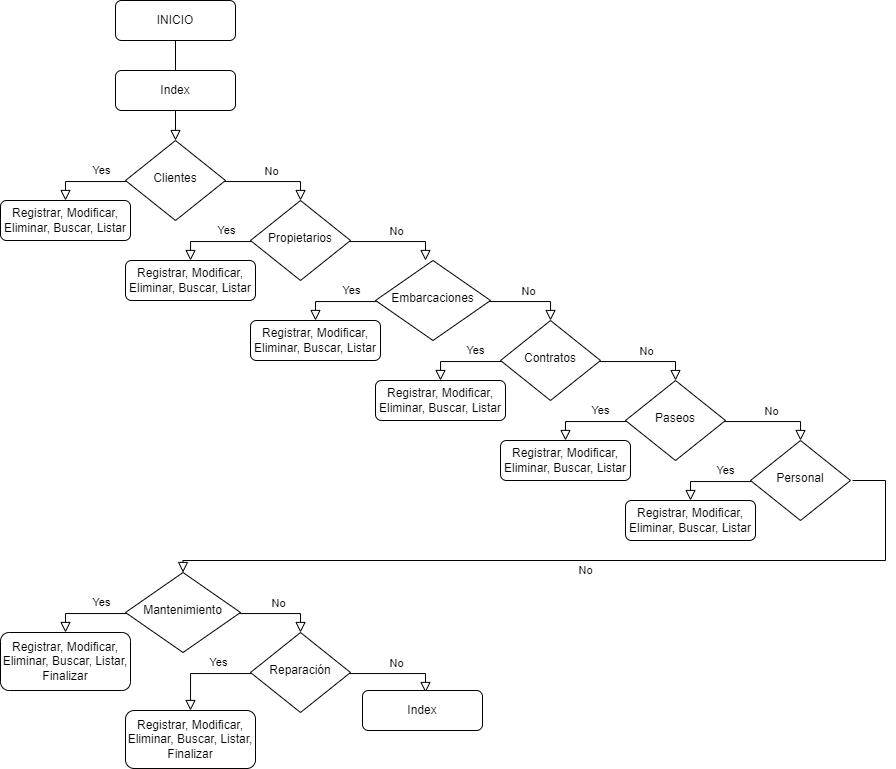 INICIO
Index
Clientes
Yes
No
Registrar, Modificar,
Eliminar, Buscar, Listar
Propietarios
Yes
No
Registrar, Modificar,
Eliminar, Buscar, Listar
Embarcaciones
Yes
No
Registrar, Modificar,
Eliminar, Buscar, Listar
Contratos
Yes
No
Registrar, Modificar,
Eliminar, Buscar, Listar
Paseos
Yes
No
Registrar, Modificar,
Eliminar, Buscar, Listar
Personal
Yes
Registrar, Modificar,
Eliminar, Buscar, Listar
No
Mantenimiento
Yes
No
Registrar, Modificar,
Eliminar, Buscar, Listar,
Finalizar
Reparación
Yes
No
Registrar, Modificar,
Eliminar, Buscar, Listar,
Finalizar
Index